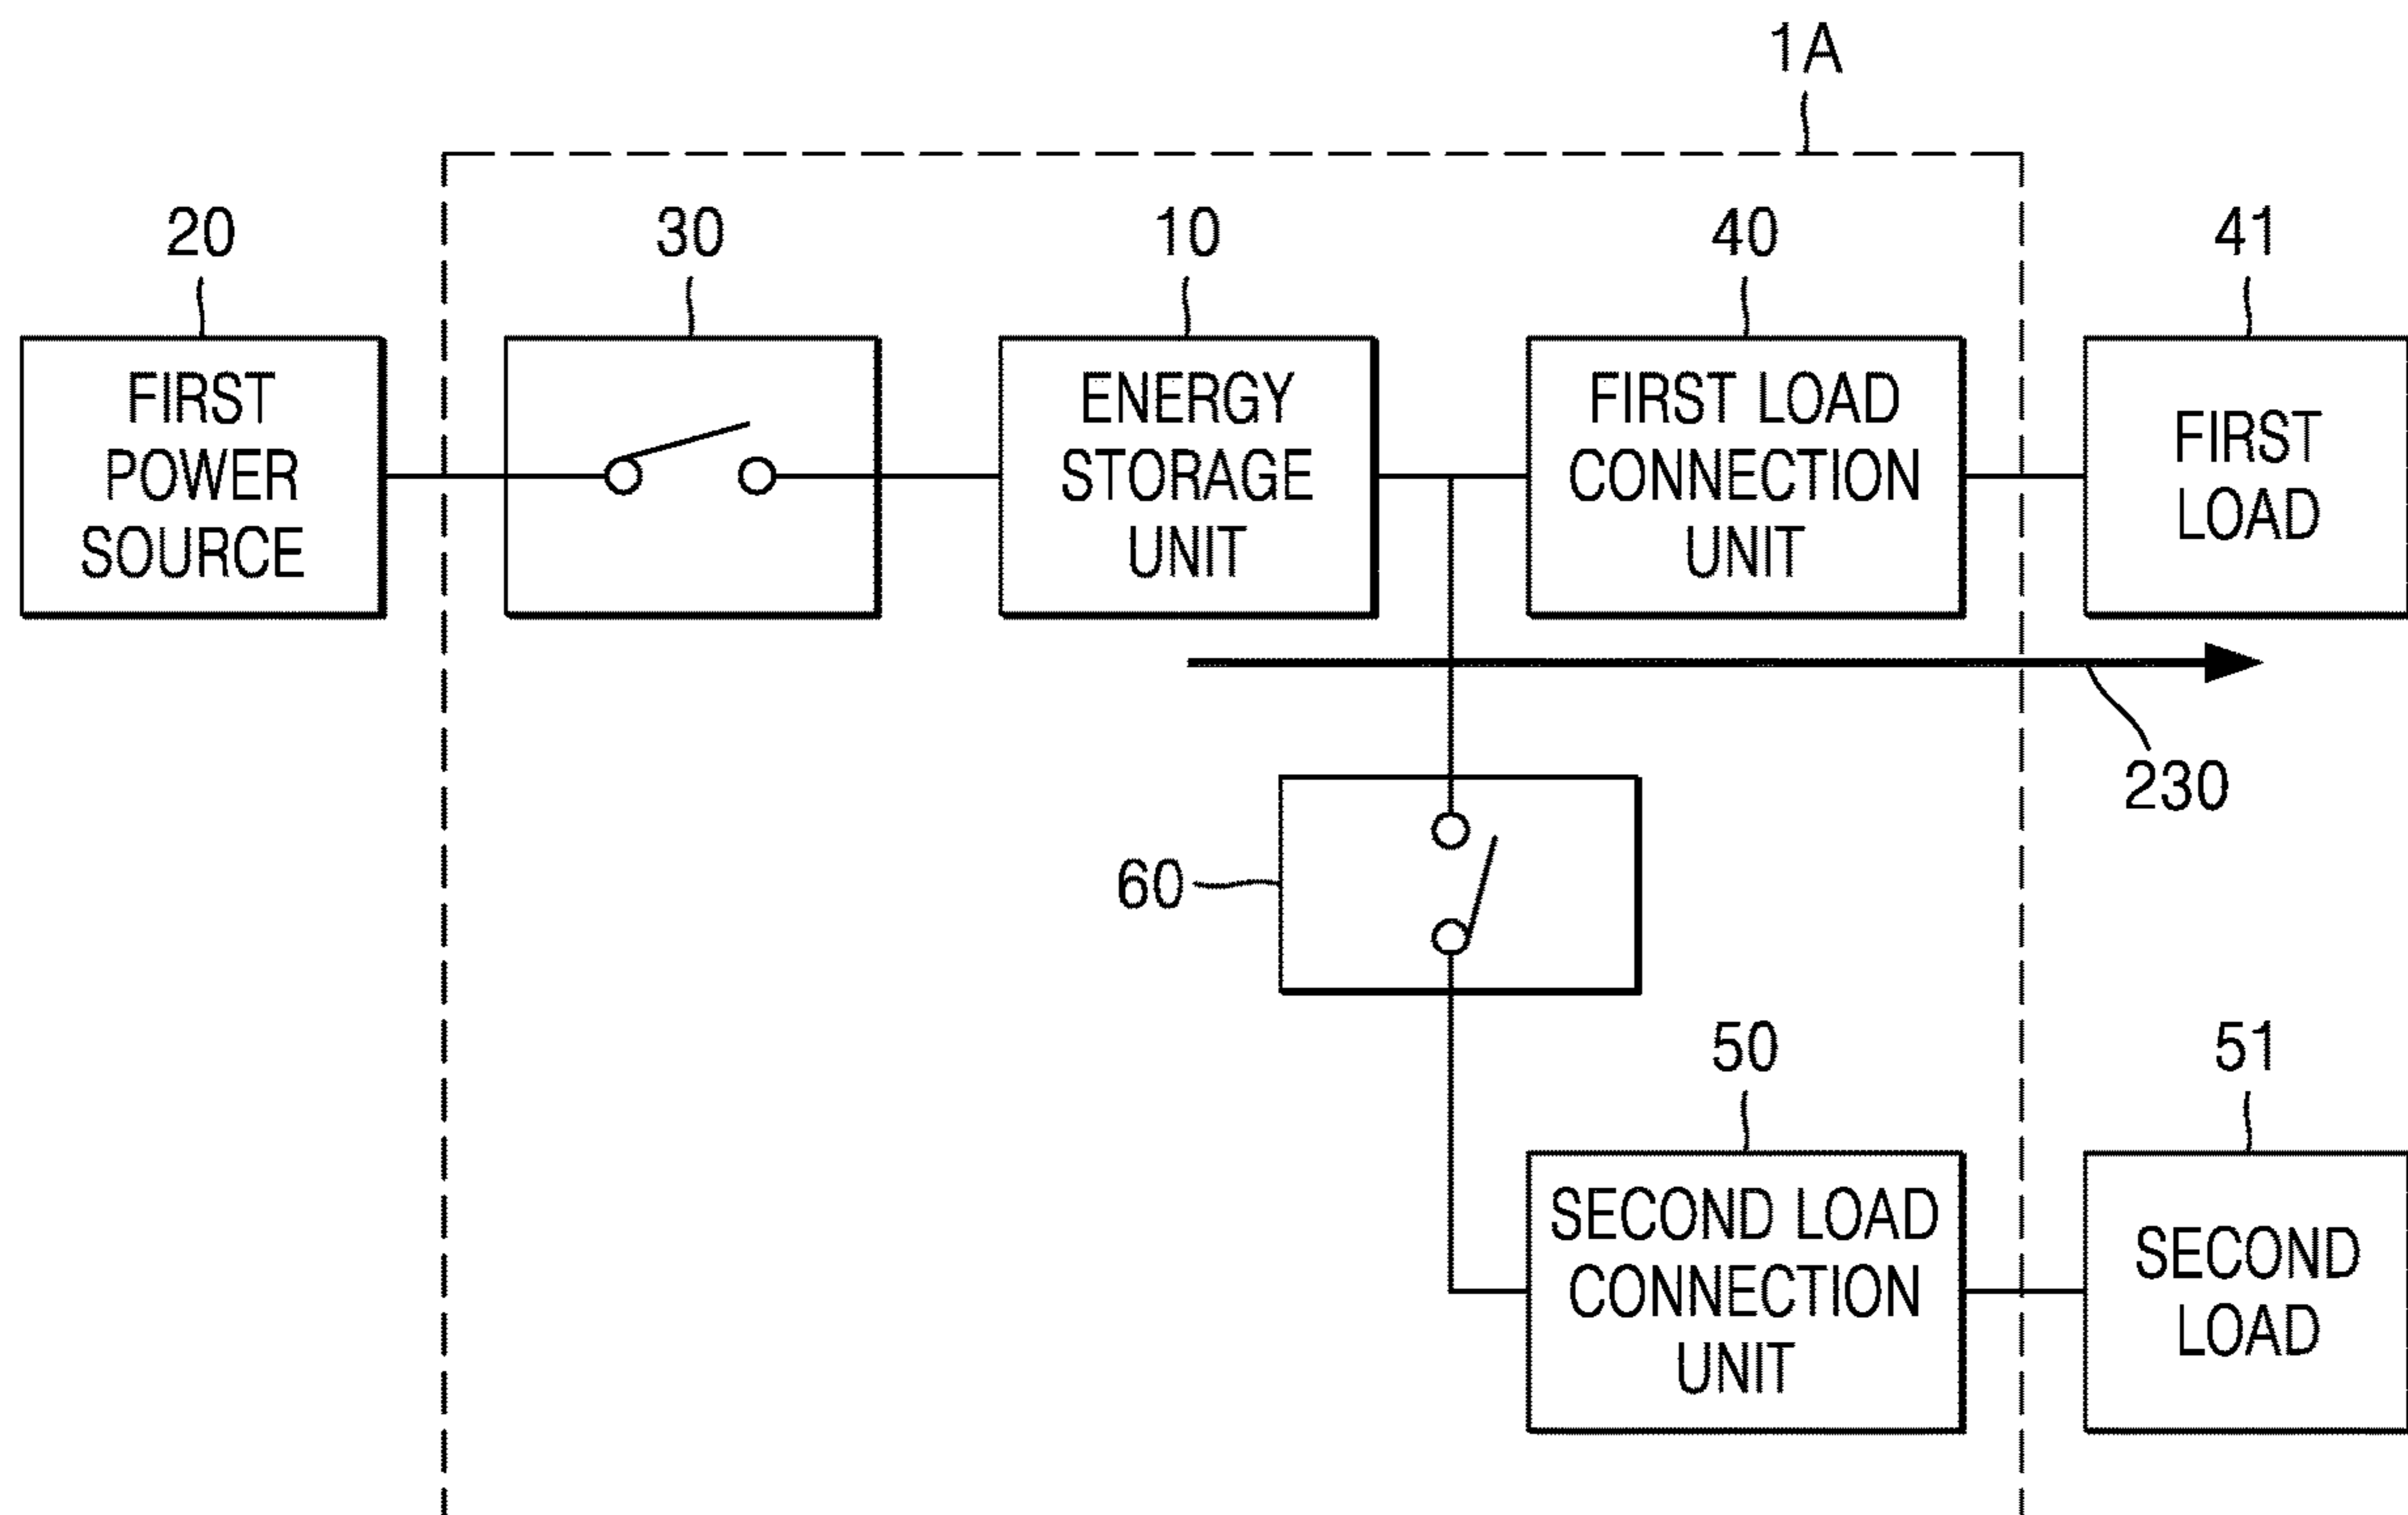 1A
20
30
10
40
41
FIRST
POWER
SOURCE
ENERGY
STORAGE
UNIT
FIRST LOAD
CONNECTION
UNIT
FIRST
LOAD
230
60
50
51
SECOND LOAD
CONNECTION
UNIT
SECOND
LOAD